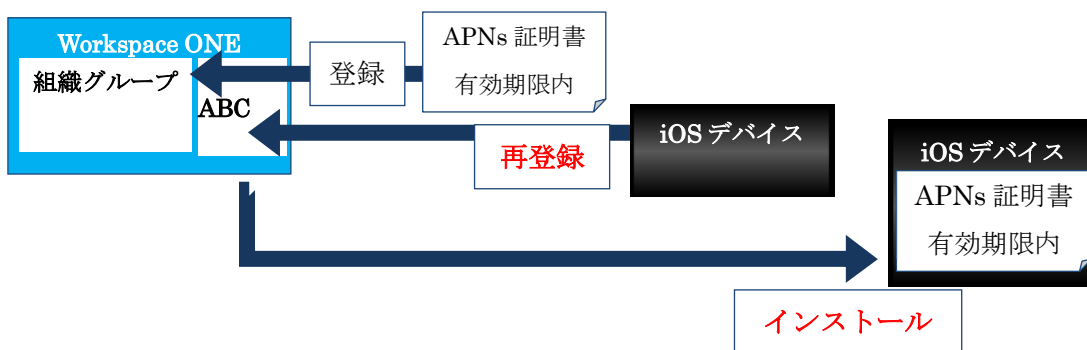 Workspace ONE
組織グループ
ABC
登録
APNs 証明書
有効期限内
再登録
iOS デバイス
iOS デバイス
APNs 証明書
有効期限内
インストール